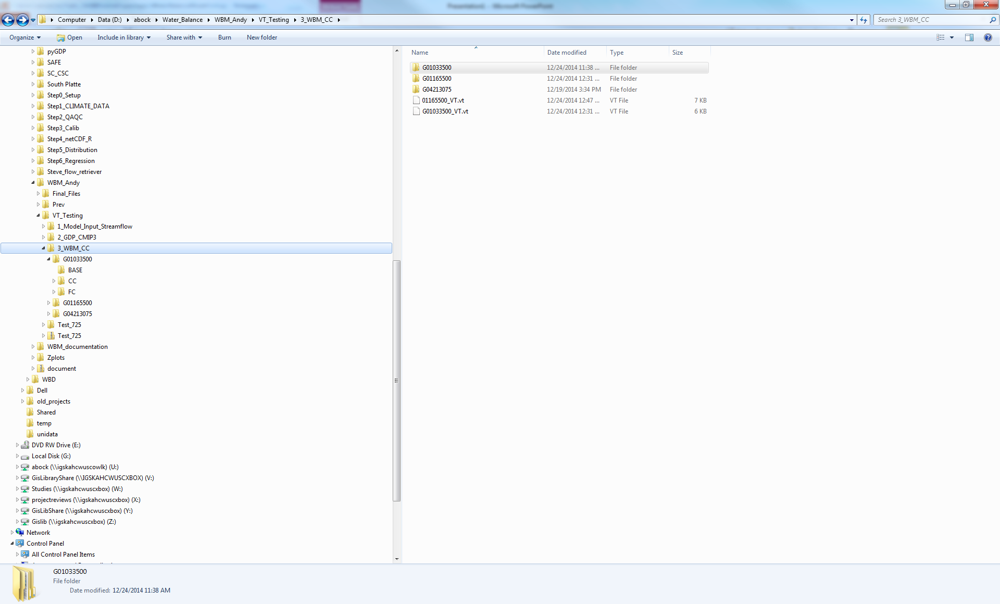 Presentation1 - Microsoft PowerPoint
Computer Data (D:) abock Water_Balance WBM_Andy VT_Testing 3_WBM_CC
Search 3_WBM_CC
Organize Open Include in library Share with Burn New folder
pyGDP
SAFE
SC_CSC
South Platte
Step0_Setup
Step1_CLIMATE_DATA
Step2_QAQC
Step3_Calib
Step4_netCDF_R
Step5_Distribution
Step6_Regression
Steve_flow_retriever
WBM_Andy
Final_Files
Prev
VT_Testing
1_Model_Input_Streamflow
2_GDP_CMIP3
3_WBM_CC
G01033500
BASE
CC
FC
G01165500
G04213075
Test_725
Test_725
WBM_documentation
Zplots
document
WBD
Dell
old_projects
Shared
temp
unidata
DVD RW Drive (E:)
Local Disk (G:)
abock (\\igskahcwuscowlk) (U:)
GisLibraryShare (\\IGSKAHCWUSCXBOX) (V:)
Studies (\\igskahcwuscxbox) (W:)
projectreviews (\\igskahcwuscxbox) (X:)
GisLibShare (\\igskahcwuscxbox) (Y:)
Gislib (\\igskahcwuscxbox) (Z:)
Network
Control Panel
All Control Panel Items
Name Date modified Type Size
G01033500 12/24/2014 11:38 ... File folder
G01165500 12/24/2014 12:31 ... File folder
G04213075 12/19/2014 3:34 PM File folder
01165500_VT.vt 12/24/2014 12:47 ... VT File 7 KB
G01033500_VT.vt 12/24/2014 12:31 ... VT File 6 KB
G01033500
File folder
Date modified: 12/24/2014 11:38 AM